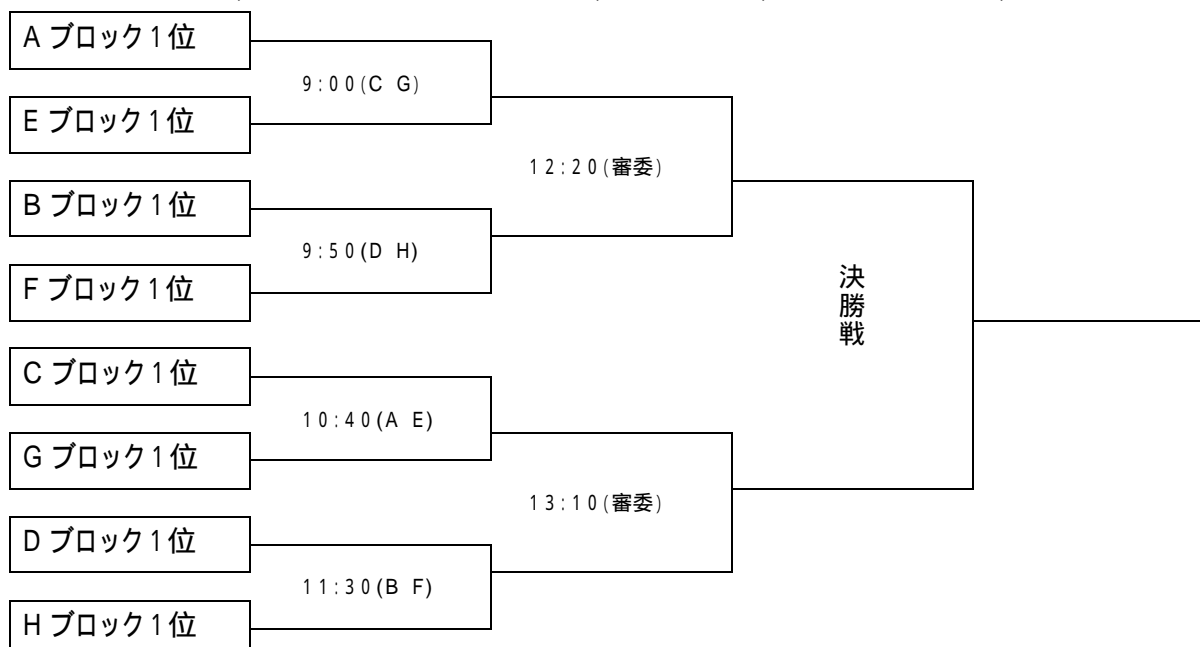 A ブロック1位
9:00(C G)
E ブロック1位
12:20(審委)
B ブロック1位
9:50(D H)
F ブロック1位
決勝戦
C ブロック1位
10:40(A E)
G ブロック1位
13:10(審委)
D ブロック1位
11:30(B F)
H ブロック1位